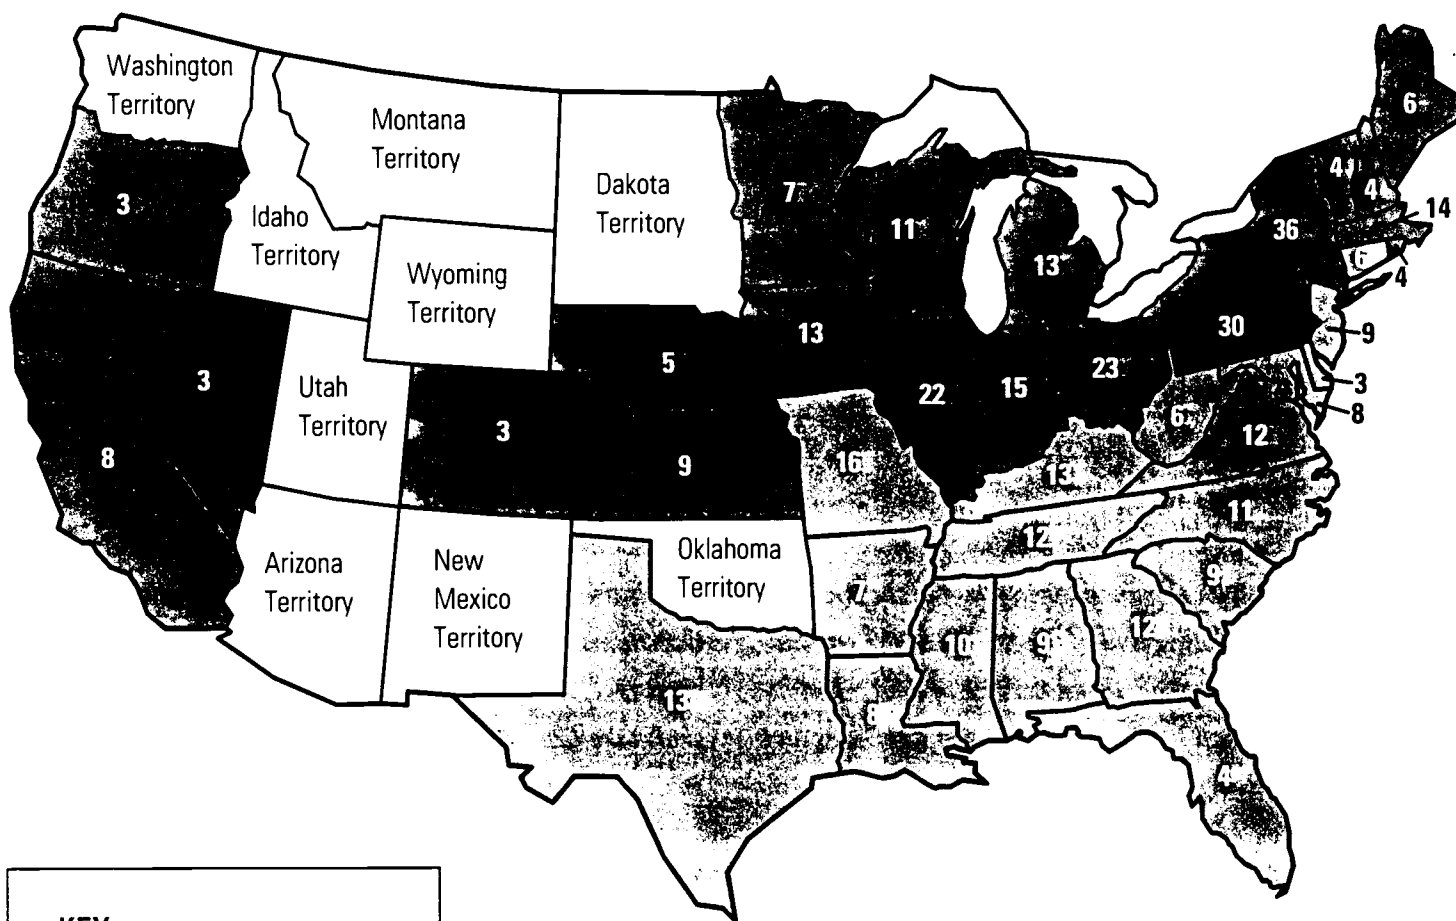 Washington
Territory
Montana
Territory
Dakota
Territory
Idaho
Territory
Wyoming
Territory
Utah
Territory
Arizona
Territory
New
Mexico
Territory
Oklahoma
Territory
3
7
11
13
6
4
4
14
36
6
4
13
30
9
5
3
22
15
23
3
8
3
8
9
16
13
6
12
12
11
7
10
9
12
9
13
8
4
KEY